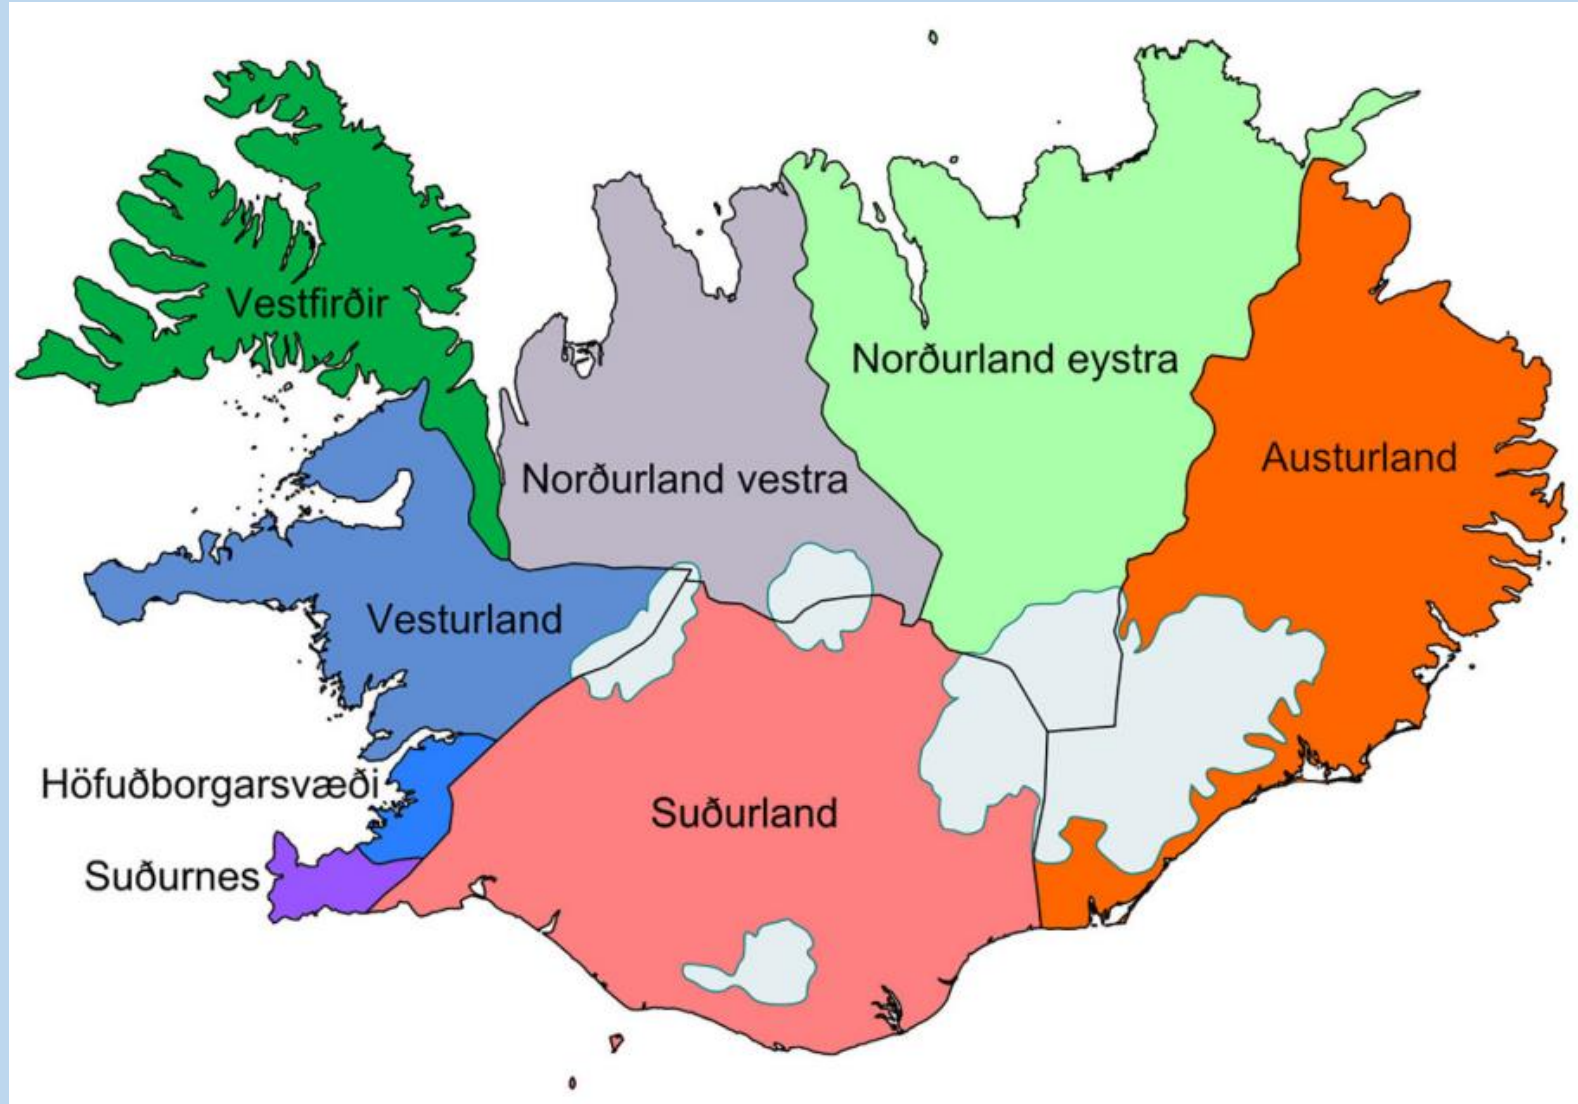 Vestfirðir
Norðurland eystra
Austurland
Norðurland vestra
Vesturland
Höfuðborgarsvæði
Suðurland
Suðurnes